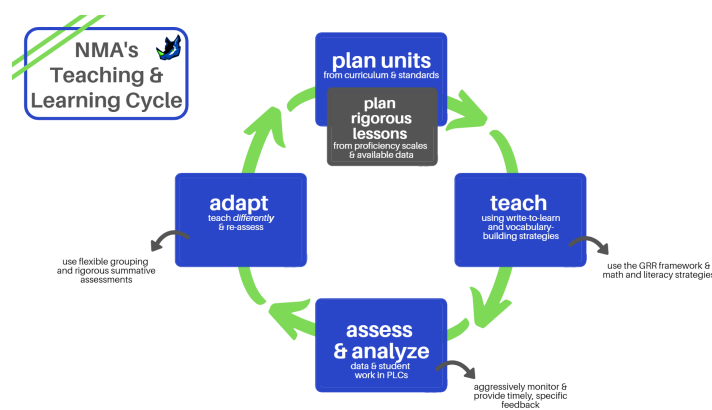 NMA's
Teaching &
Learning Cycle
plan units
from curriculum & standards
plan
rigorous
lessons
from proficiency scales
& available data
teach
using write-to-learn
and vocabulary-
building strategies
use the GRR framework &
math and literacy strategies
assess
& analyze
data & student
work in PLCs
aggressively monitor &
provide timely, specific
feedback
adapt
teach differently
& re-assess
use flexible grouping
and rigorous summative
assessments